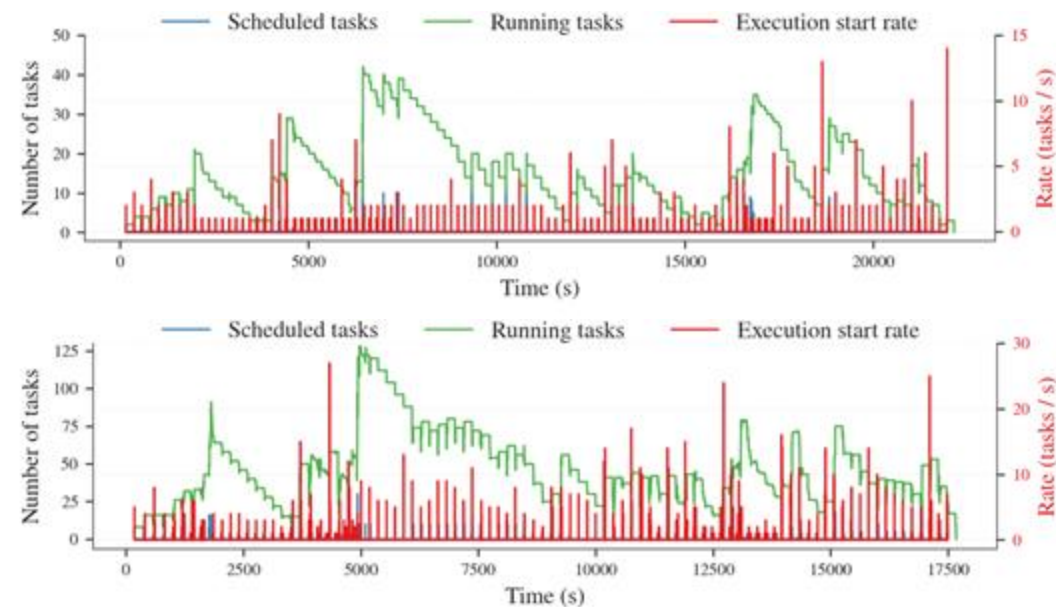 Scheduled tasks Running tasks Execution start rate
50 15
40
30 10
20 5
10
0 0
Number of tasks
Rate (tasks / s)
0 5000 10000 15000 20000
Time (s)
Scheduled tasks Running tasks Execution start rate
125 30
100
75 20
50 10
25
0 0
Number of tasks
Rate (tasks / s)
0 2500 5000 7500 10000 12500 15000 17500
Time (s)